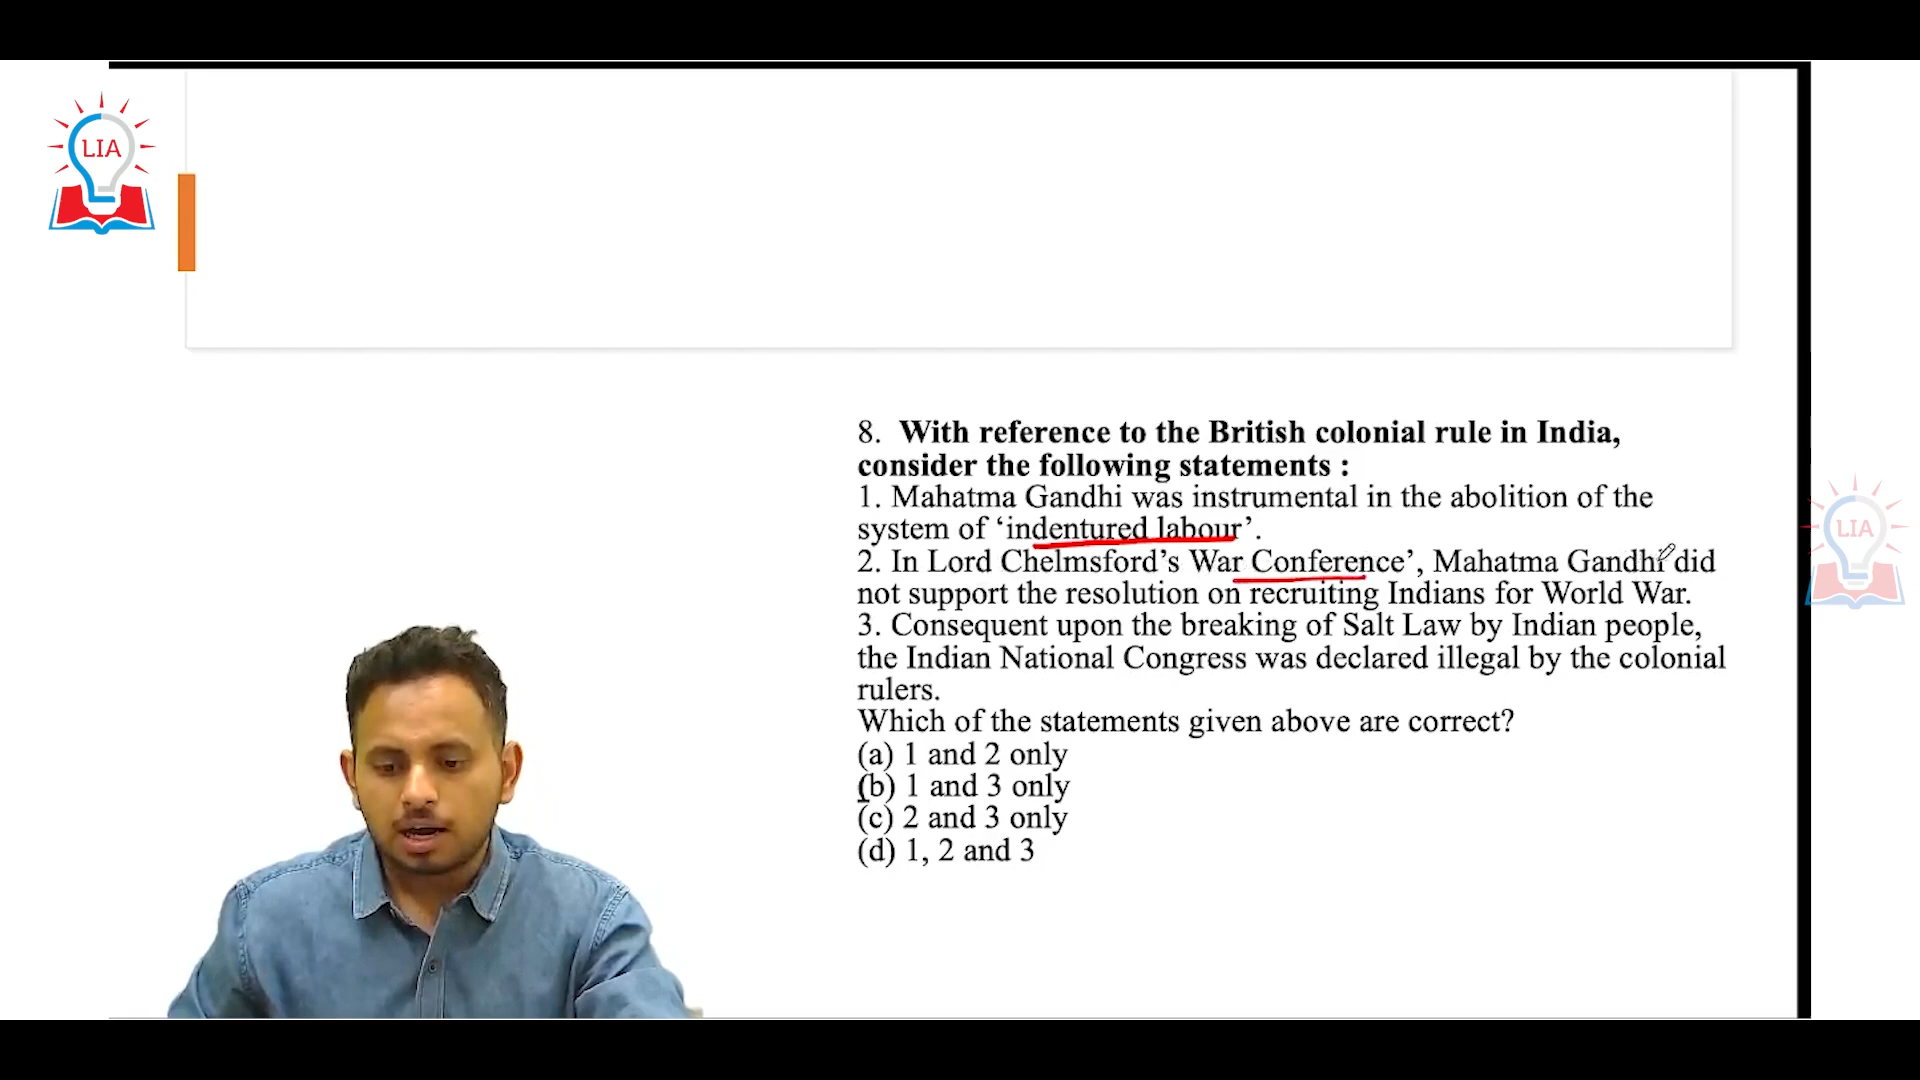 LIA
8. With reference to the British colonial rule in India,
consider the following statements :
1. Mahatma Gandhi was instrumental in the abolition of the
system of ‘indentured labour’.
2. In Lord Chelmsford’s War Conference’, Mahatma Gandhi did
not support the resolution on recruiting Indians for World War.
3. Consequent upon the breaking of Salt Law by Indian people,
the Indian National Congress was declared illegal by the colonial
rulers.
Which of the statements given above are correct?
(a) 1 and 2 only
(b) 1 and 3 only
(c) 2 and 3 only
(d) 1, 2 and 3
LIA